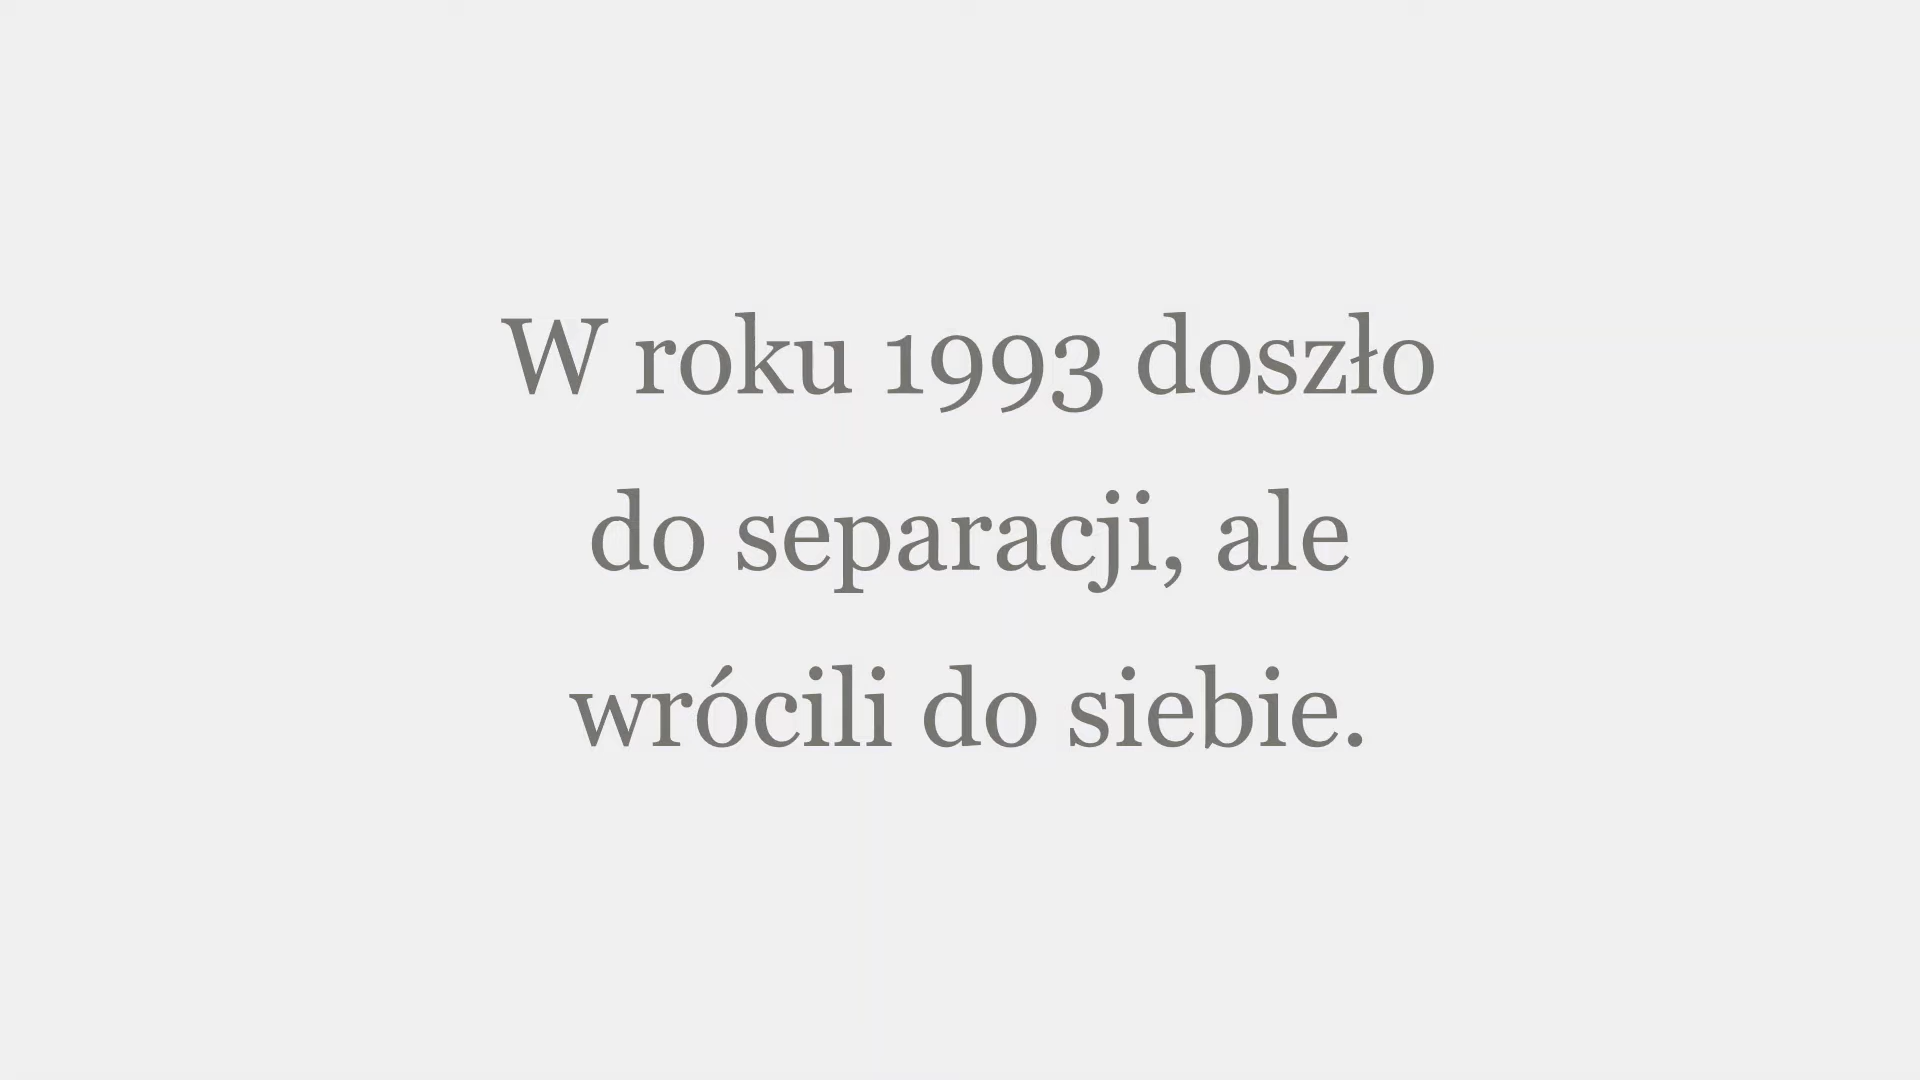 W roku 1993 doszło
do separacji, ale
wrócili do siebie.